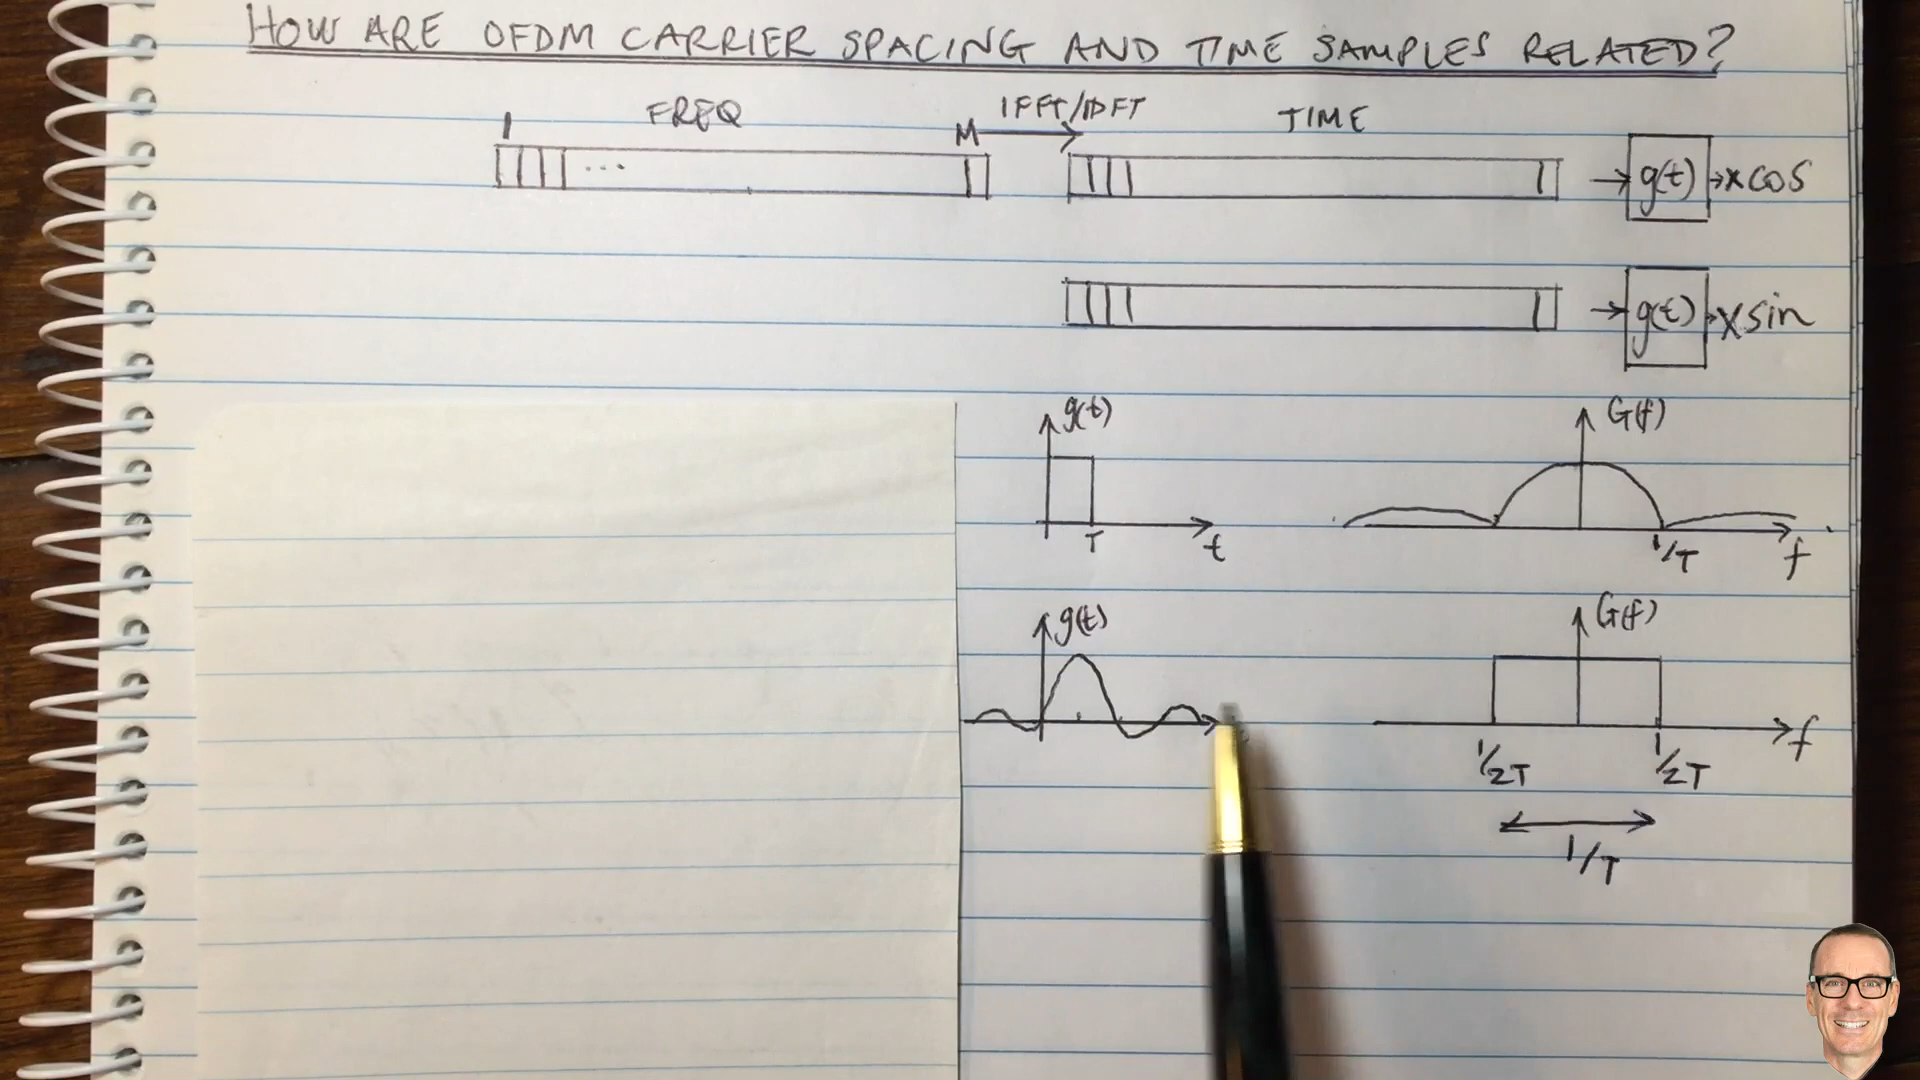 HOW ARE OFDM CARRIER SPACING AND TIME SAMPLES RELATED?
FREQ IFFT/IDFT TIME
1 M
... → g(t) → x cos
→ g(t) → x sin
g(t) G(f)
T t 1/T f
g(t) G(f)
f
1/2T 1/2T
1/T